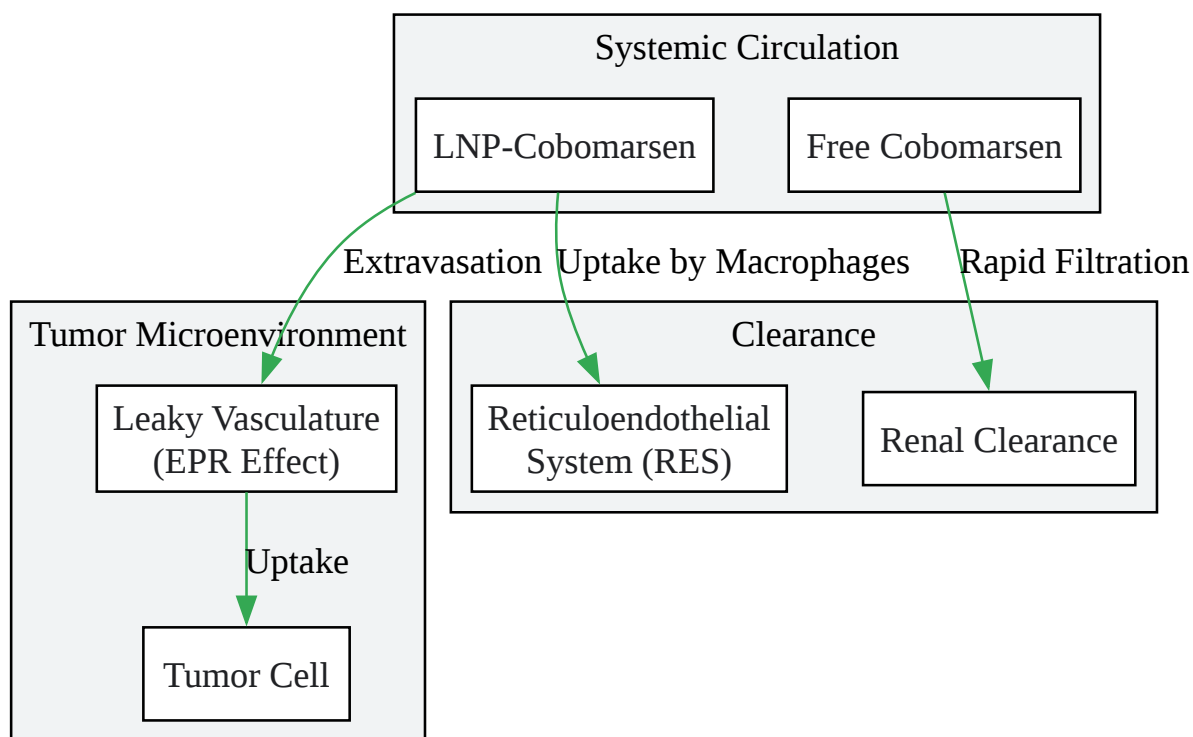 Systemic Circulation
LNP-Cobomarsen
Free Cobomarsen
Extravasation
Uptake by Macrophages
Rapid Filtration
Tumor Microenvironment
Clearance
Leaky Vasculature
(EPR Effect)
Reticuloendothelial
System (RES)
Renal Clearance
Uptake
Tumor Cell